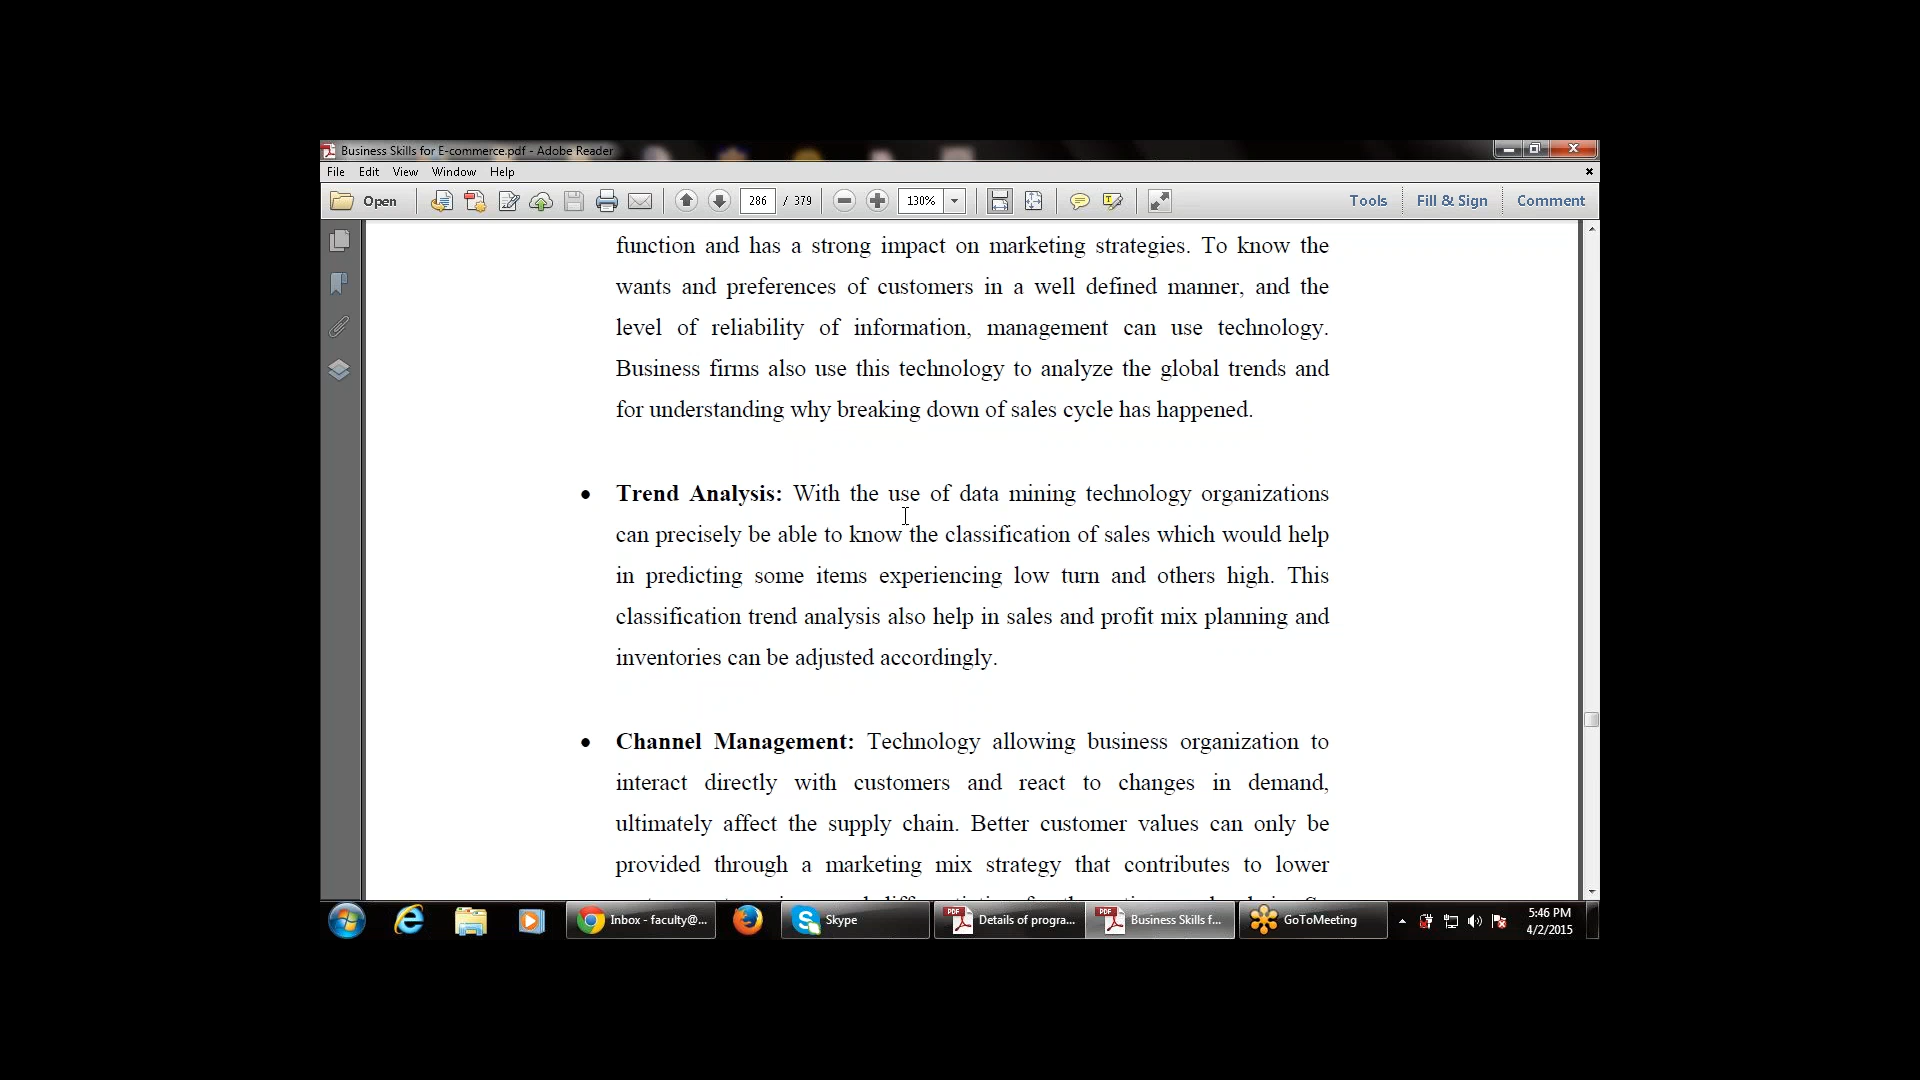 Business Skills for E-commerce.pdf - Adobe Reader
File Edit View Window Help
Open 286 / 379 130% Tools Fill & Sign Comment
function and has a strong impact on marketing strategies. To know the
wants and preferences of customers in a well defined manner, and the
level of reliability of information, management can use technology.
Business firms also use this technology to analyze the global trends and
for understanding why breaking down of sales cycle has happened.
• Trend Analysis: With the use of data mining technology organizations
can precisely be able to know the classification of sales which would help
in predicting some items experiencing low turn and others high. This
classification trend analysis also help in sales and profit mix planning and
inventories can be adjusted accordingly.
• Channel Management: Technology allowing business organization to
interact directly with customers and react to changes in demand,
ultimately affect the supply chain. Better customer values can only be
provided through a marketing mix strategy that contributes to lower
Inbox - faculty@... Skype Details of progra... Business Skills f... GoToMeeting 5:46 PM
4/2/2015